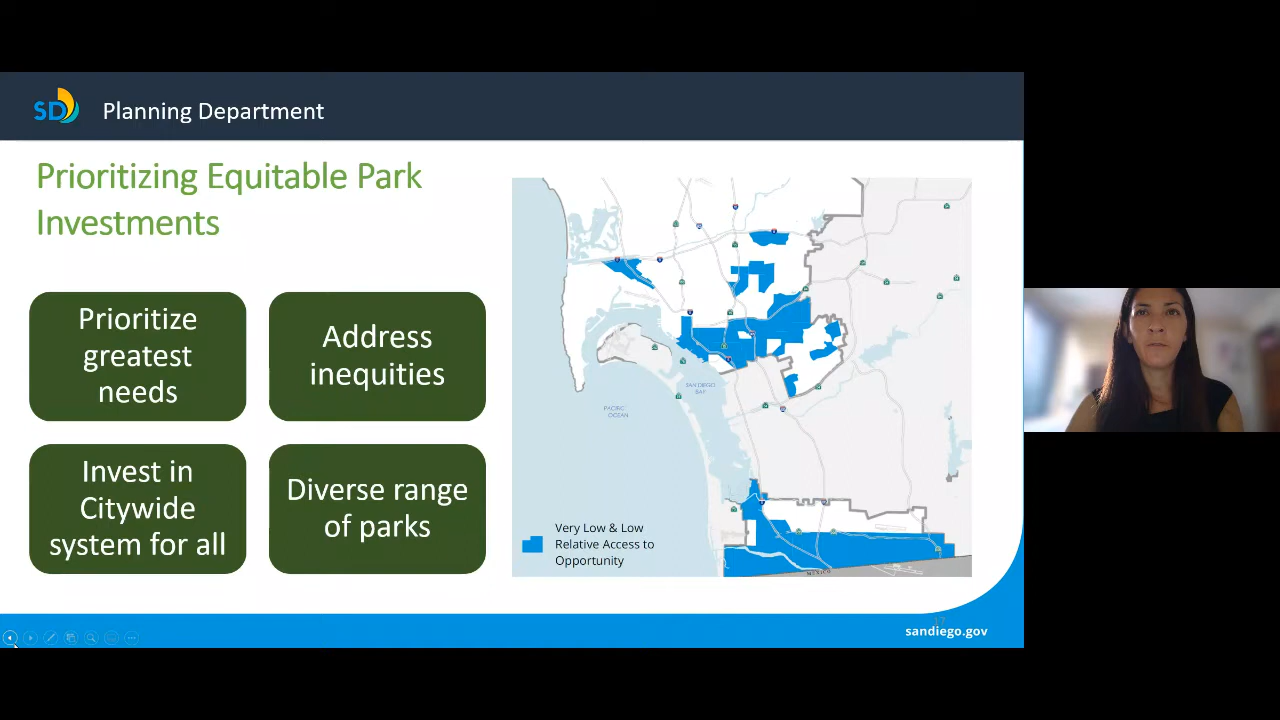 SD
Planning Department
Prioritizing Equitable Park
Investments
Prioritize
greatest
needs
Address
inequities
Invest in
Citywide
system for all
Diverse range
of parks
SAN DIEGO
BAY
PACIFIC
OCEAN
Very Low & Low
Relative Access to
Opportunity
17
sandiego.gov